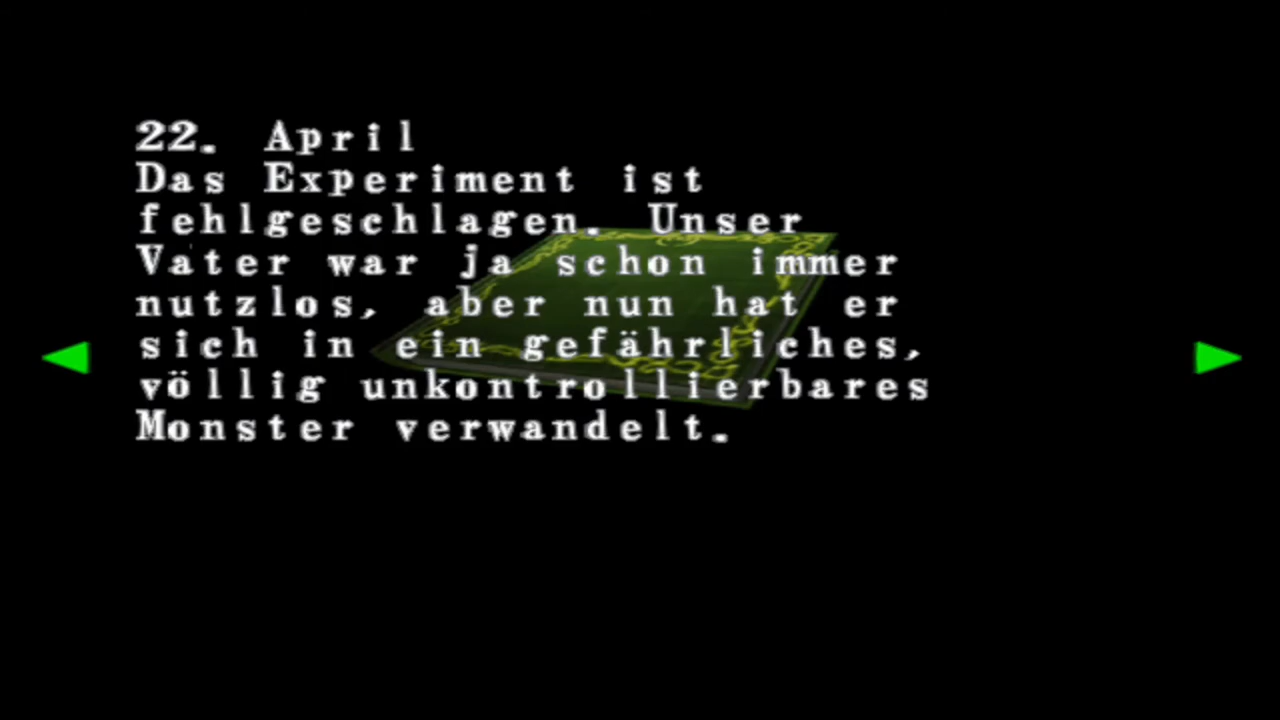 22. April
Das Experiment ist
fehlgeschlagen. Unser
Vater war ja schon immer
nutzlos, aber nun hat er
sich in ein gefährliches,
völlig unkontrollierbares
Monster verwandelt.